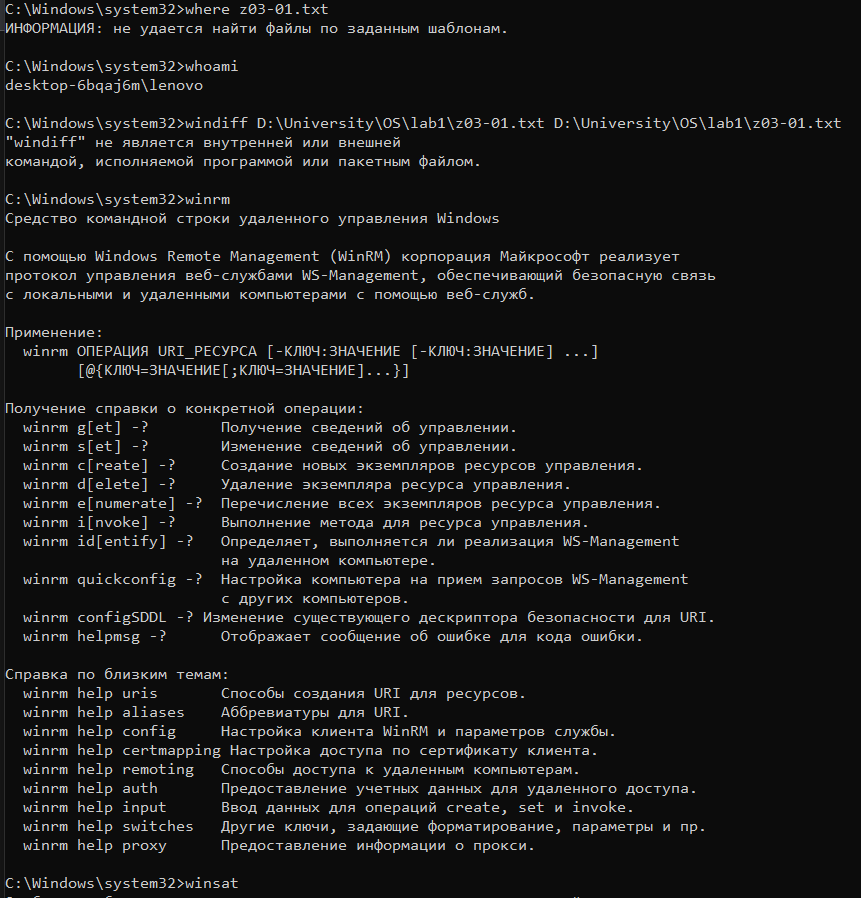 C:\Windows\system32>where z03-01.txt
ИНФОРМАЦИЯ: не удается найти файлы по заданным шаблонам.
C:\Windows\system32>whoami
desktop-6bqaj6m\lenovo
C:\Windows\system32>windiff D:\University\OS\lab1\z03-01.txt D:\University\OS\lab1\z03-01.txt
"windiff" не является внутренней или внешней
командой, исполняемой программой или пакетным файлом.
C:\Windows\system32>winrm
Средство командной строки удаленного управления Windows
С помощью Windows Remote Management (WinRM) корпорация Майкрософт реализует
протокол управления веб-службами WS-Management, обеспечивающий безопасную связь
с локальными и удаленными компьютерами с помощью веб-служб.
Применение:
winrm ОПЕРАЦИЯ URI_РЕСУРСА [-КЛЮЧ:ЗНАЧЕНИЕ [-КЛЮЧ:ЗНАЧЕНИЕ] ...]
[@{КЛЮЧ=ЗНАЧЕНИЕ[;КЛЮЧ=ЗНАЧЕНИЕ]...}]
Получение справки о конкретной операции:
winrm g[et] -? Получение сведений об управлении.
winrm s[et] -? Изменение сведений об управлении.
winrm c[reate] -? Создание новых экземпляров ресурсов управления.
winrm d[elete] -? Удаление экземпляра ресурса управления.
winrm e[numerate] -? Перечисление всех экземпляров ресурса управления.
winrm i[nvoke] -? Выполнение метода для ресурса управления.
winrm id[entify] -? Определяет, выполняется ли реализация WS-Management
на удаленном компьютере.
winrm quickconfig -? Настройка компьютера на прием запросов WS-Management
с других компьютеров.
winrm configSDDL -? Изменение существующего дескриптора безопасности для URI.
winrm helpmsg -? Отображает сообщение об ошибке для кода ошибки.
Справка по близким темам:
winrm help uris Способы создания URI для ресурсов.
winrm help aliases Аббревиатуры для URI.
winrm help config Настройка клиента WinRM и параметров службы.
winrm help certmapping Настройка доступа по сертификату клиента.
winrm help remoting Способы доступа к удаленным компьютерам.
winrm help auth Предоставление учетных данных для удаленного доступа.
winrm help input Ввод данных для операций create, set и invoke.
winrm help switches Другие ключи, задающие форматирование, параметры и пр.
winrm help proxy Предоставление информации о прокси.
C:\Windows\system32>winsat